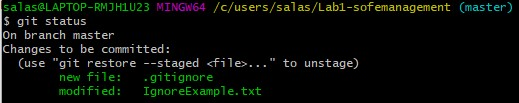 salas@LAPTOP-RMJH1U23 MINGW64 /c/users/salas/Lab1-sofemanagement (master)
$ git status
On branch master
Changes to be committed:
  (use "git restore --staged <file>..." to unstage)
        new file:   .gitignore
        modified:   IgnoreExample.txt